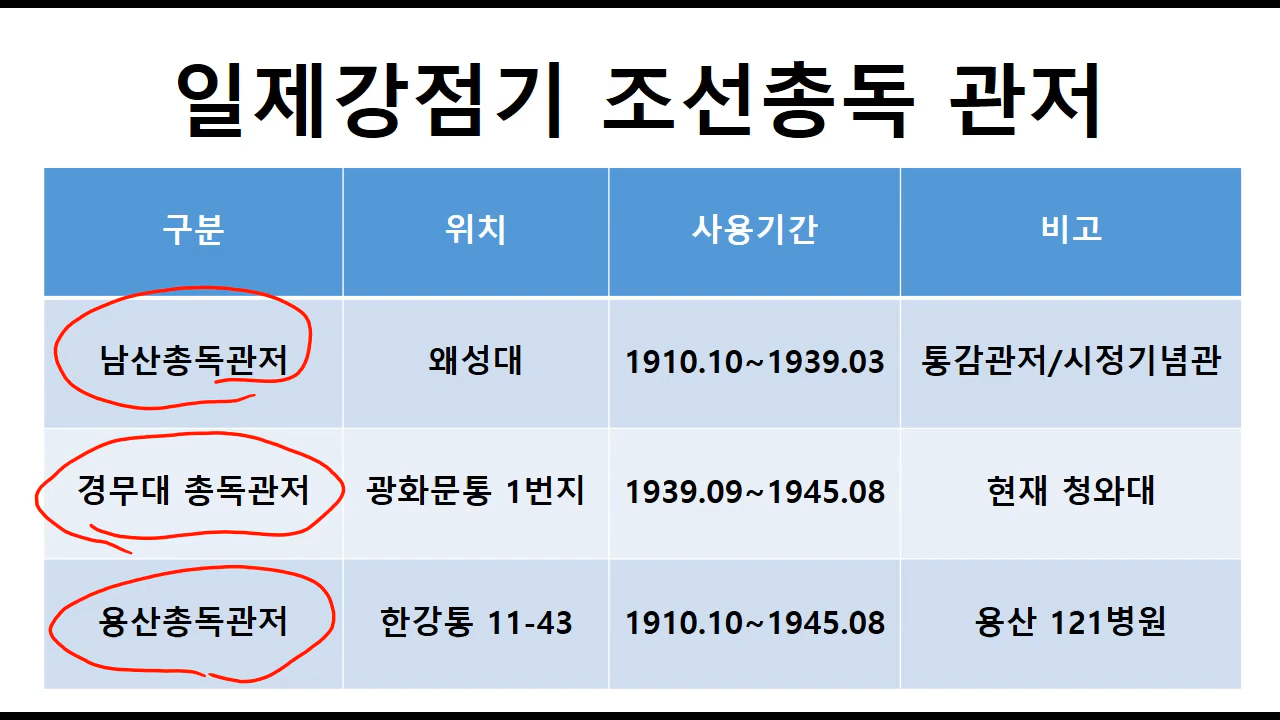 일제강점기 조선총독 관저
구분 위치 사용기간 비고
남산총독관저 왜성대 1910.10~1939.03 통감관저/시정기념관
경무대 총독관저 광화문통 1번지 1939.09~1945.08 현재 청와대
용산총독관저 한강통 11-43 1910.10~1945.08 용산 121병원